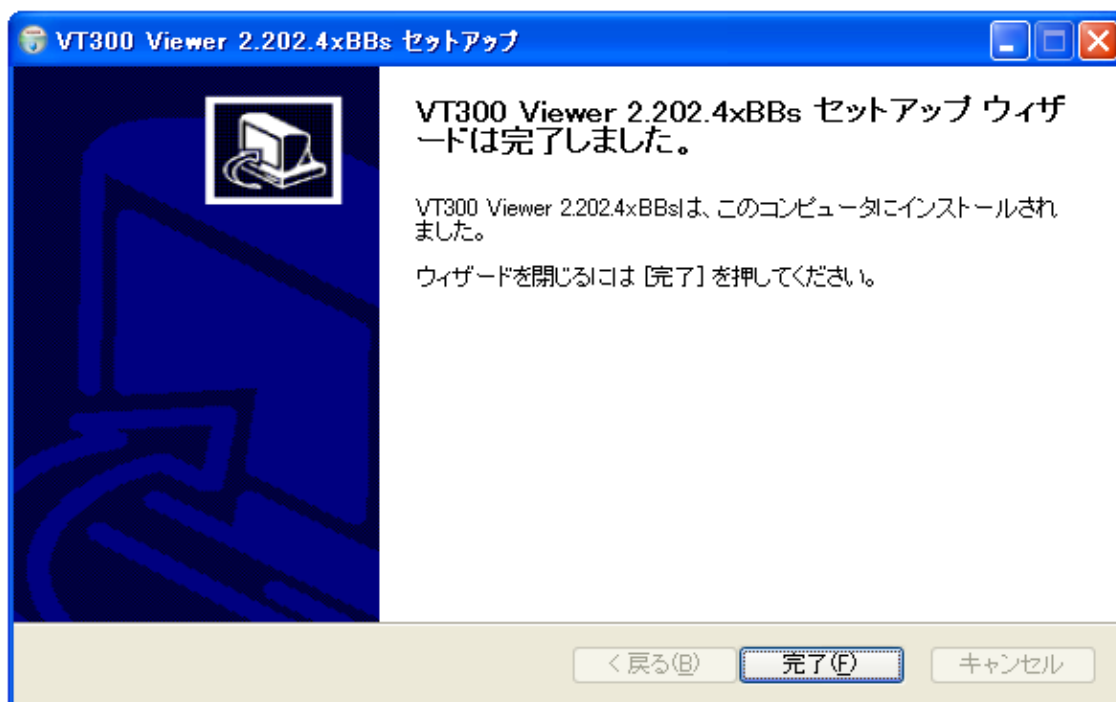 VT300 Viewer 2.202.4xBBs セットアップ
VT300 Viewer 2.202.4xBBs セットアップ ウィザ
ードは完了しました。
VT300 Viewer 2.202.4xBBsは、このコンピュータにインストールされ
ました。
ウィザードを閉じるには [完了] を押してください。
< 戻る(B)
完了(F)
キャンセル